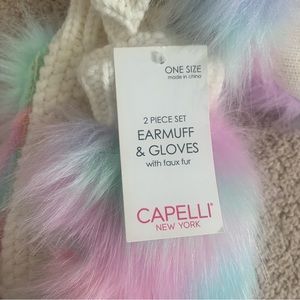 ONE SIZE
made in china
2 PIECE SET
EARMUFF
& GLOVES
with faux fur
CAPELLI®
NEW YORK